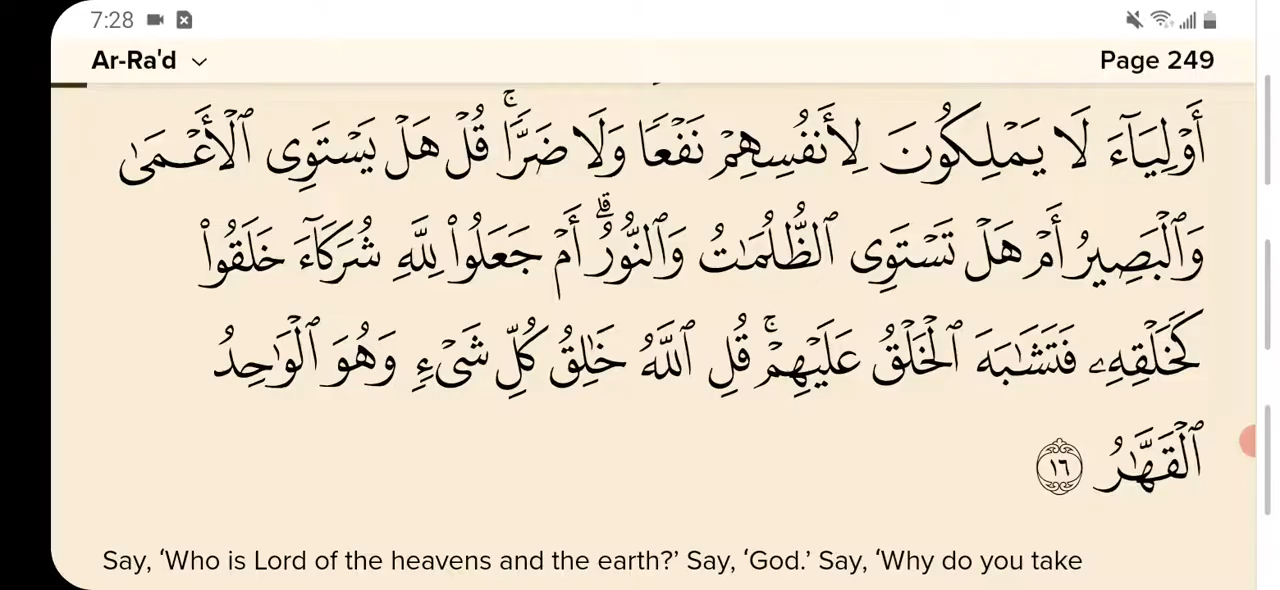 7:28
Ar-Ra'd
Page 249
أَوْلِيَآءَ لَا يَمْلِكُونَ لِأَنفُسِهِمْ نَفْعًا وَلَا ضَرًّاۚ قُلْ هَلْ يَسْتَوِى ٱلْأَعْمَىٰ
وَٱلْبَصِيرُ أَمْ هَلْ تَسْتَوِى ٱلظُّلُمَٰتُ وَٱلنُّورُۗ أَمْ جَعَلُوا۟ لِلَّهِ شُرَكَآءَ خَلَقُوا۟
كَخَلْقِهِۦ فَتَشَٰبَهَ ٱلْخَلْقُ عَلَيْهِمْۚ قُلِ ٱللَّهُ خَٰلِقُ كُلِّ شَىْءٍ وَهُوَ ٱلْوَٰحِدُ
ٱلْقَهَّٰرُ ١٦
Say, ‘Who is Lord of the heavens and the earth?’ Say, ‘God.’ Say, ‘Why do you take